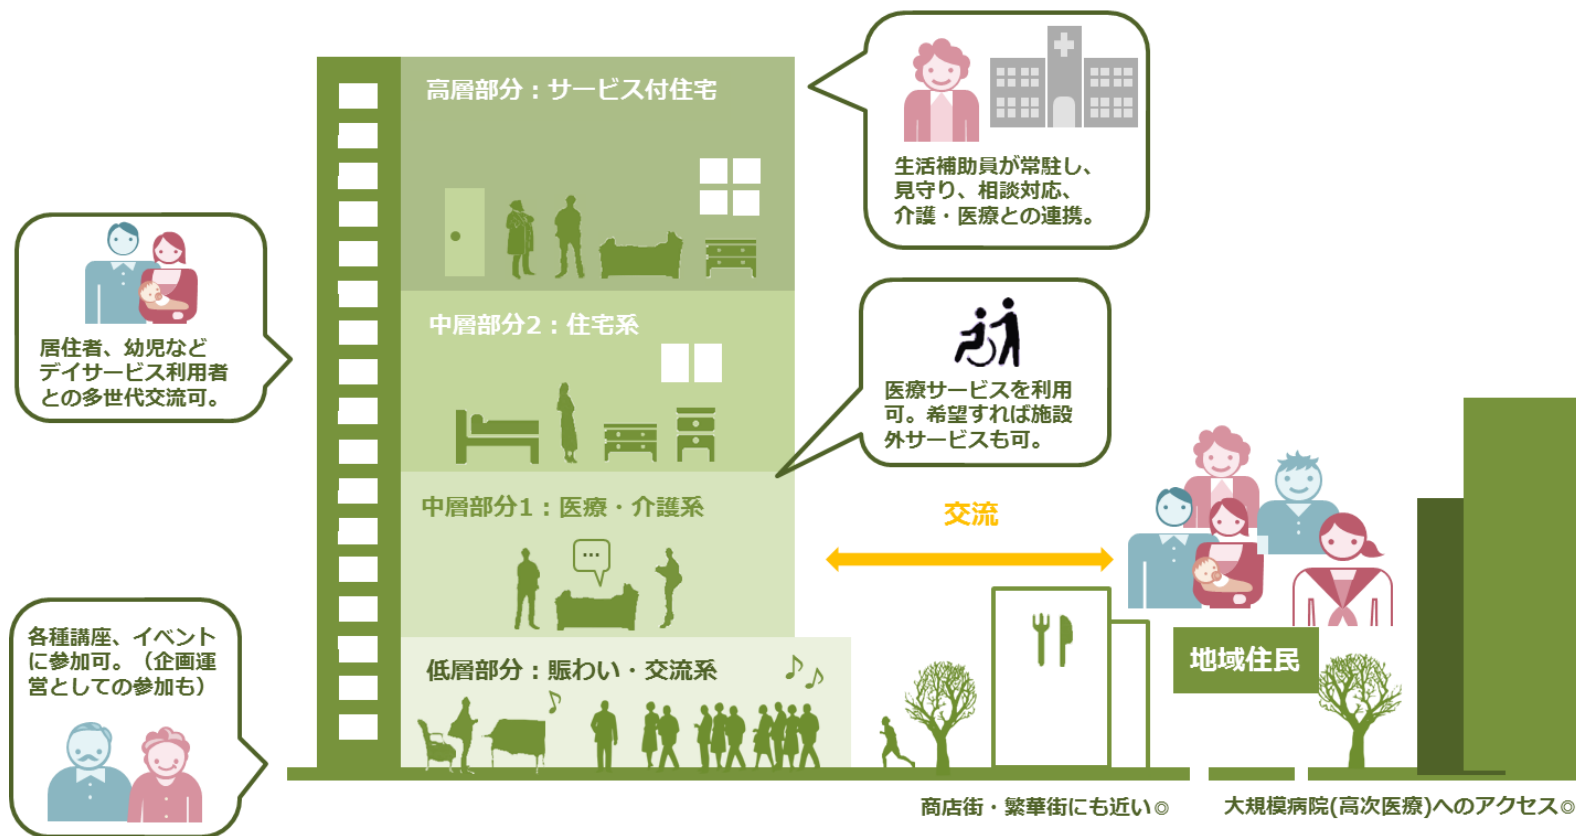 高層部分：サービス付住宅
生活補助員が常駐し、
見守り、相談対応、
介護・医療との連携。
中層部分2：住宅系
居住者、幼児など
デイサービス利用者
との多世代交流可。
医療サービスを利用
可。希望すれば施設
外サービスも可。
中層部分1：医療・介護系
…
交流
各種講座、イベント
に参加可。（企画運
営としての参加も）
低層部分：賑わい・交流系
地域住民
商店街・繁華街にも近い◎
大規模病院(高次医療)へのアクセス◎